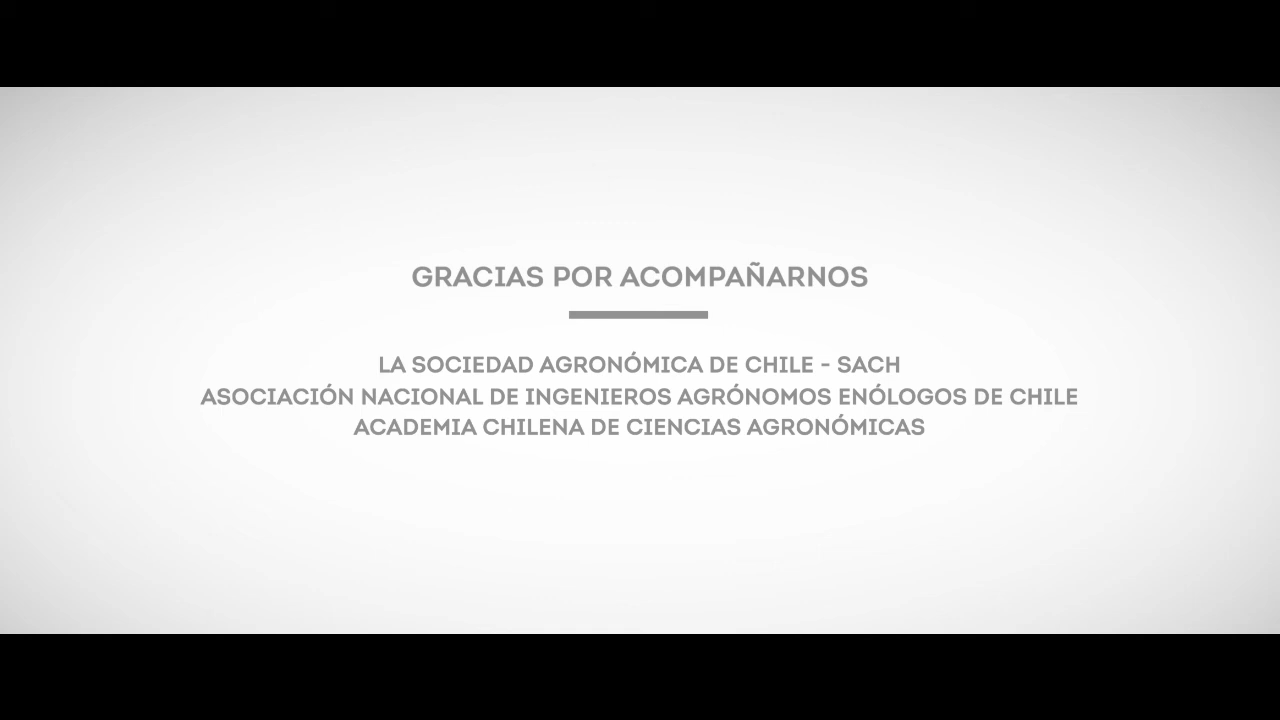 GRACIAS POR ACOMPAÑARNOS
LA SOCIEDAD AGRONÓMICA DE CHILE - SACH
ASOCIACIÓN NACIONAL DE INGENIEROS AGRÓNOMOS ENÓLOGOS DE CHILE
ACADEMIA CHILENA DE CIENCIAS AGRONÓMICAS